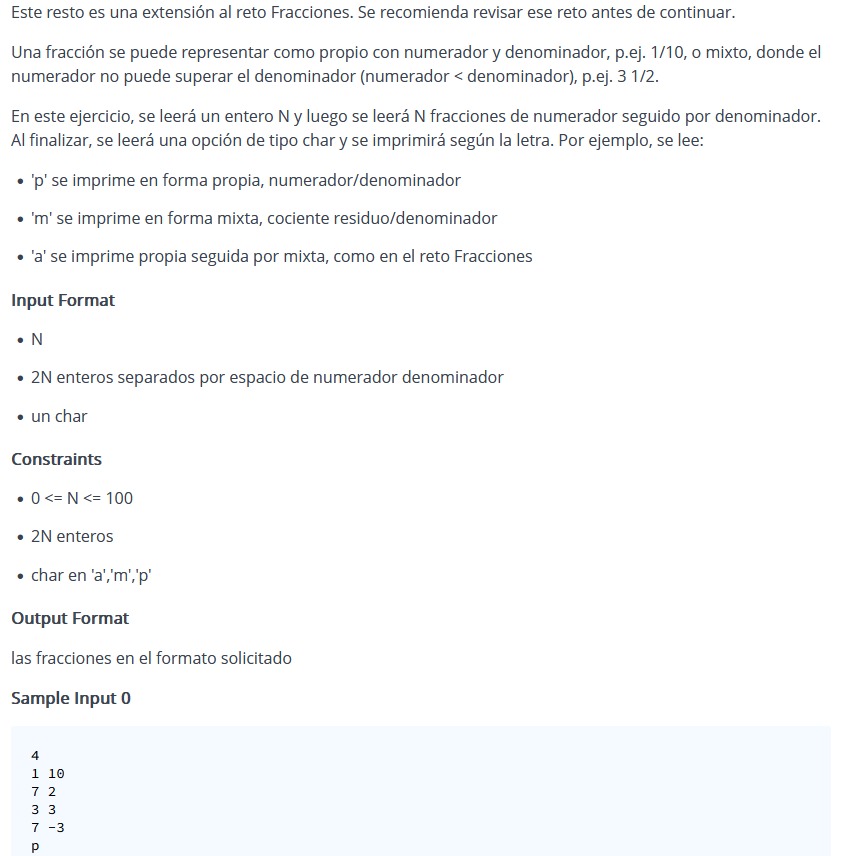 Este resto es una extensión al reto Fracciones. Se recomienda revisar ese reto antes de continuar.
Una fracción se puede representar como propio con numerador y denominador, p.ej. 1/10, o mixto, donde el
numerador no puede superar el denominador (numerador < denominador), p.ej. 3 1/2.
En este ejercicio, se leerá un entero N y luego se leerá N fracciones de numerador seguido por denominador.
Al finalizar, se leerá una opción de tipo char y se imprimirá según la letra. Por ejemplo, se lee:
• 'p' se imprime en forma propia, numerador/denominador
• 'm' se imprime en forma mixta, cociente residuo/denominador
• 'a' se imprime propia seguida por mixta, como en el reto Fracciones
Input Format
• N
• 2N enteros separados por espacio de numerador denominador
• un char
Constraints
• 0 <= N <= 100
• 2N enteros
• char en 'a','m','p'
Output Format
las fracciones en el formato solicitado
Sample Input 0
4
1 10
7 2
3 3
7 -3
p